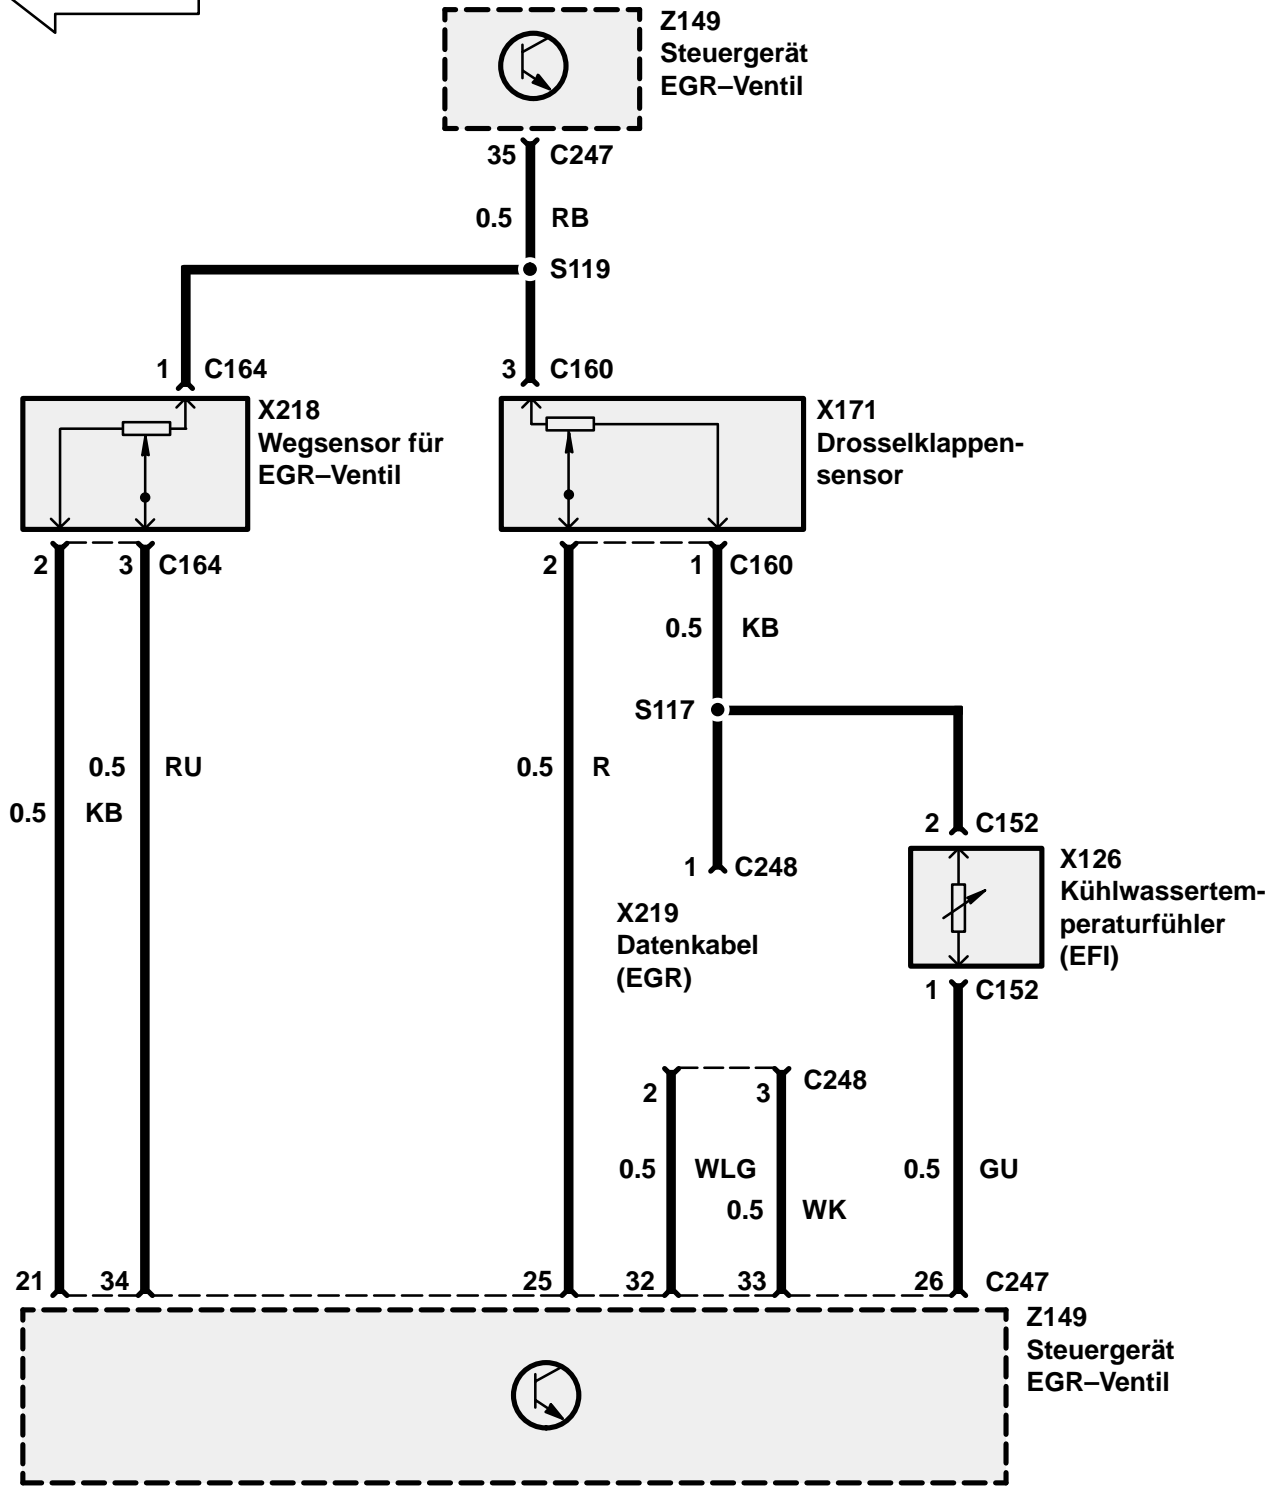 Z149
Steuergerät
EGR–Ventil
35 C247
0.5 RB
S119
1 C164
3 C160
X218
Wegsensor für
EGR–Ventil
X171
Drosselklappen-
sensor
2 3 C164
2 1 C160
0.5 KB
S117
0.5 RU
0.5 R
0.5 KB
2 C152
1 C248
X126
Kühlwassertem-
peraturfühler
(EFI)
X219
Datenkabel
(EGR)
1 C152
2 3 C248
0.5 WLG
0.5 GU
0.5 WK
21 34 25 32 33 26 C247
Z149
Steuergerät
EGR–Ventil